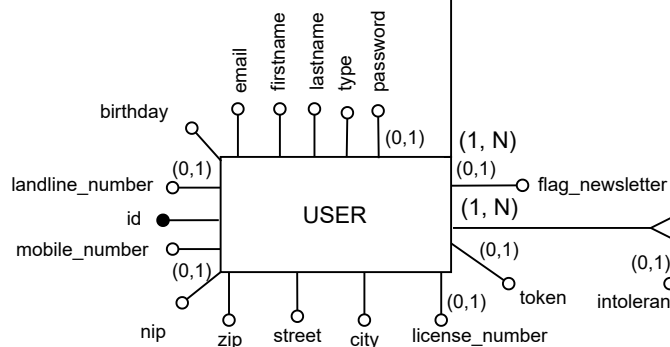 email
firstname
lastname
type
password
birthday
(0,1)
(1, N)
(0,1)
(0,1)
landline_number
flag_newsletter
id
USER
(1, N)
mobile_number
(0,1)
(0,1)
(0,1)
nip
zip
street
city
(0,1)
license_number
token
intoleran